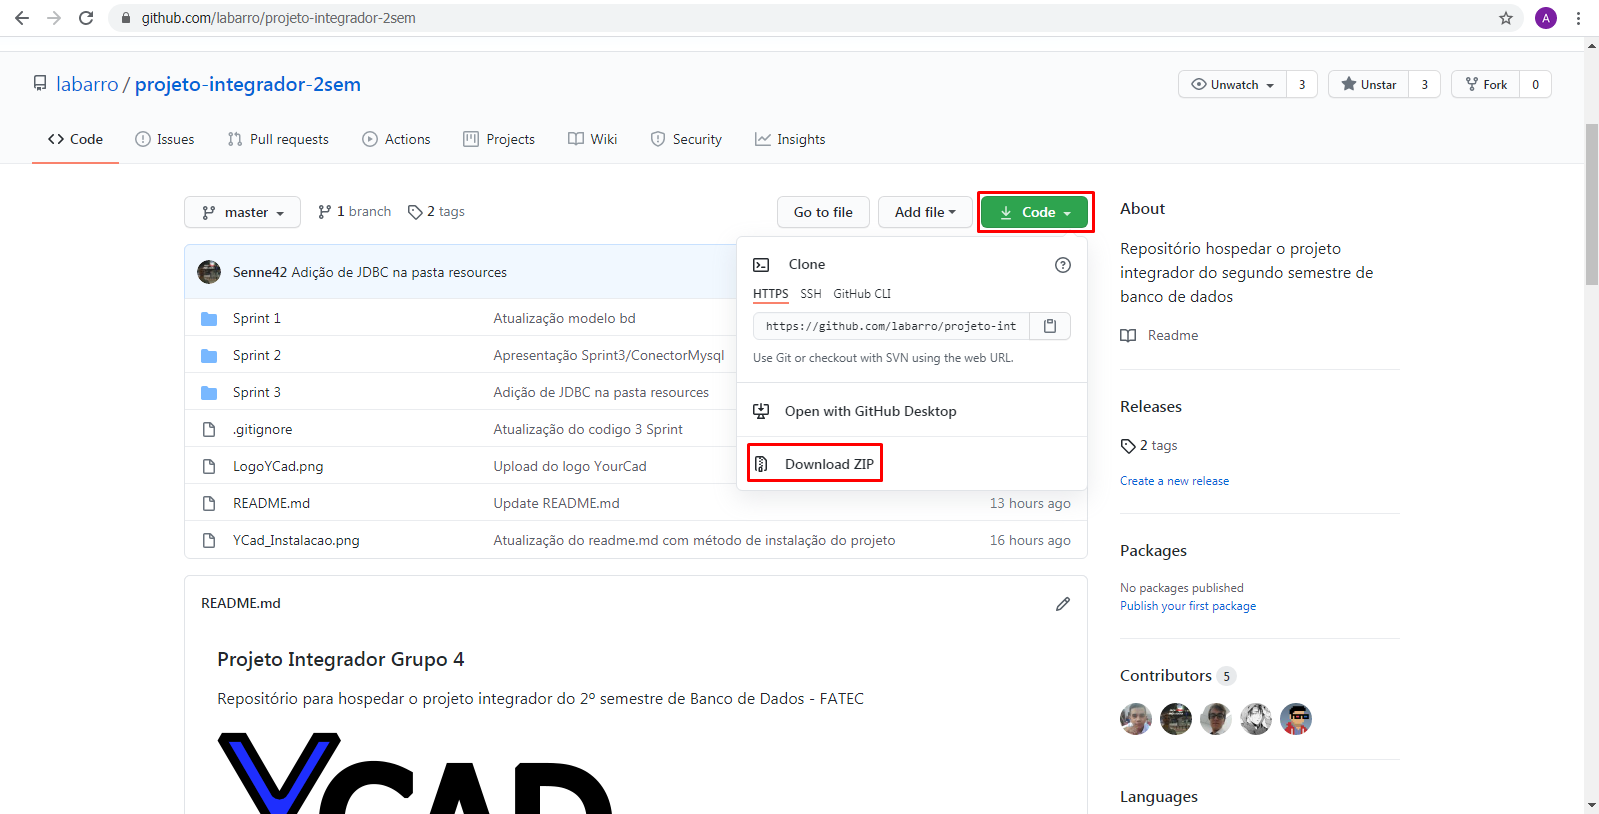 github.com/labarro/projeto-integrador-2sem
A
labarro / projeto-integrador-2sem
Unwatch 3
Unstar 3
Fork 0
Code
Issues
Pull requests
Actions
Projects
Wiki
Security
Insights
master
1 branch
2 tags
Go to file
Add file
Code
Senne42 Adição de JDBC na pasta resources
Sprint 1 Atualização modelo bd
Sprint 2 Apresentação Sprint3/ConectorMysql
Sprint 3 Adição de JDBC na pasta resources
.gitignore Atualização do codigo 3 Sprint
LogoYCad.png Upload do logo YourCad
README.md Update README.md 13 hours ago
YCad_Instalacao.png Atualização do readme.md com método de instalação do projeto 16 hours ago
Clone
HTTPS SSH GitHub CLI
https://github.com/labarro/projeto-int
Use Git or checkout with SVN using the web URL.
Open with GitHub Desktop
Download ZIP
README.md
Projeto Integrador Grupo 4
Repositório para hospedar o projeto integrador do 2º semestre de Banco de Dados - FATEC
YCAD
About
Repositório hospedar o projeto
integrador do segundo semestre de
banco de dados
Readme
Releases
2 tags
Create a new release
Packages
No packages published
Publish your first package
Contributors 5
Languages